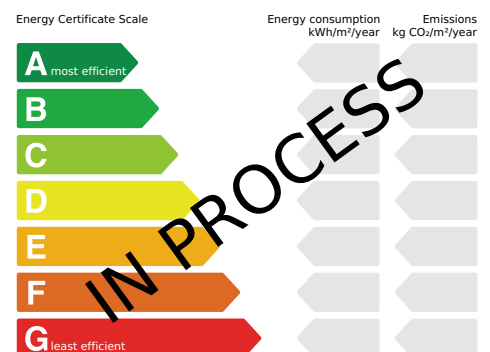 Energy Certificate Scale
Energy consumption
kWh/m²/year
Emissions
kg CO₂/m²/year
A most efficient
B
C
D
E
F
G least efficient
IN PROCESS